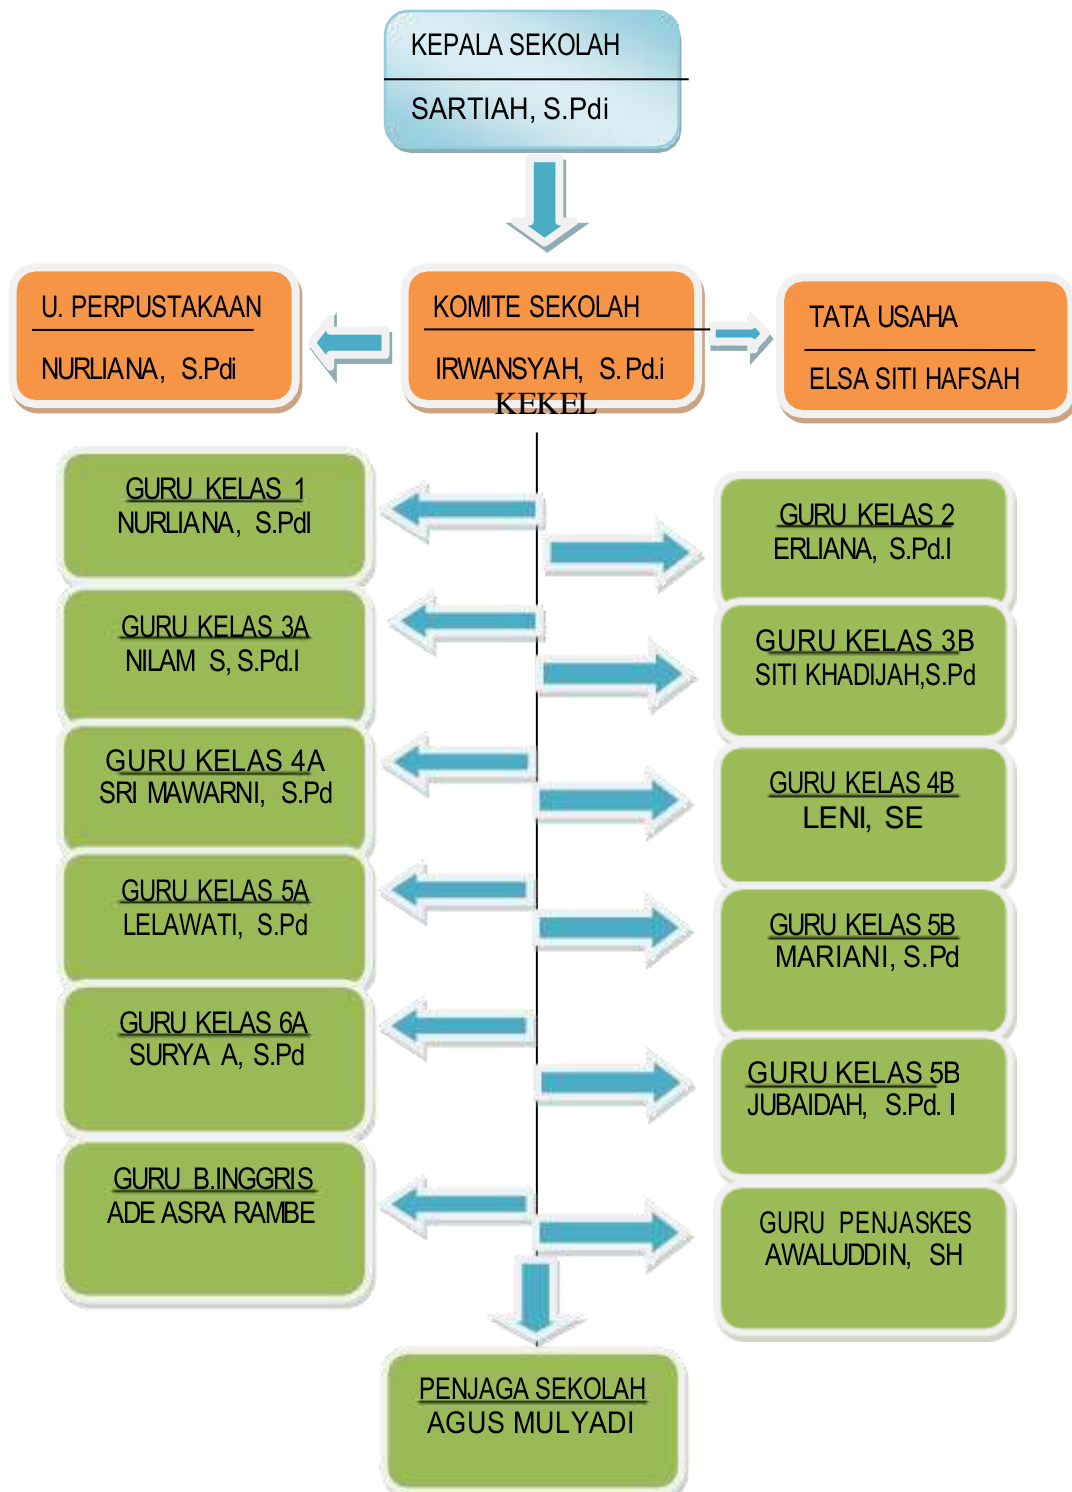 KEPALA SEKOLAH
SARTIAH, S.Pdi
U. PERPUSTAKAAN
NURLIANA, S.Pdi
KOMITE SEKOLAH
IRWANSYAH, S.Pd.i
KEKEL
TATA USAHA
ELSA SITI HAFSAH
GURU KELAS 1
NURLIANA, S.PdI
GURU KELAS 2
ERLIANA, S.Pd.I
GURU KELAS 3A
NILAM S, S.Pd.I
GURU KELAS 3B
SITI KHADIJAH,S.Pd
GURU KELAS 4A
SRI MAWARNI, S.Pd
GURU KELAS 4B
LENI, SE
GURU KELAS 5A
LELAWATI, S.Pd
GURU KELAS 5B
MARIANI, S.Pd
GURU KELAS 6A
SURYA A, S.Pd
GURU KELAS 5B
JUBAIDAH, S.Pd. I
GURU B.INGGRIS
ADE ASRA RAMBE
GURU PENJASKES
AWALUDDIN, SH
PENJAGA SEKOLAH
AGUS MULYADI